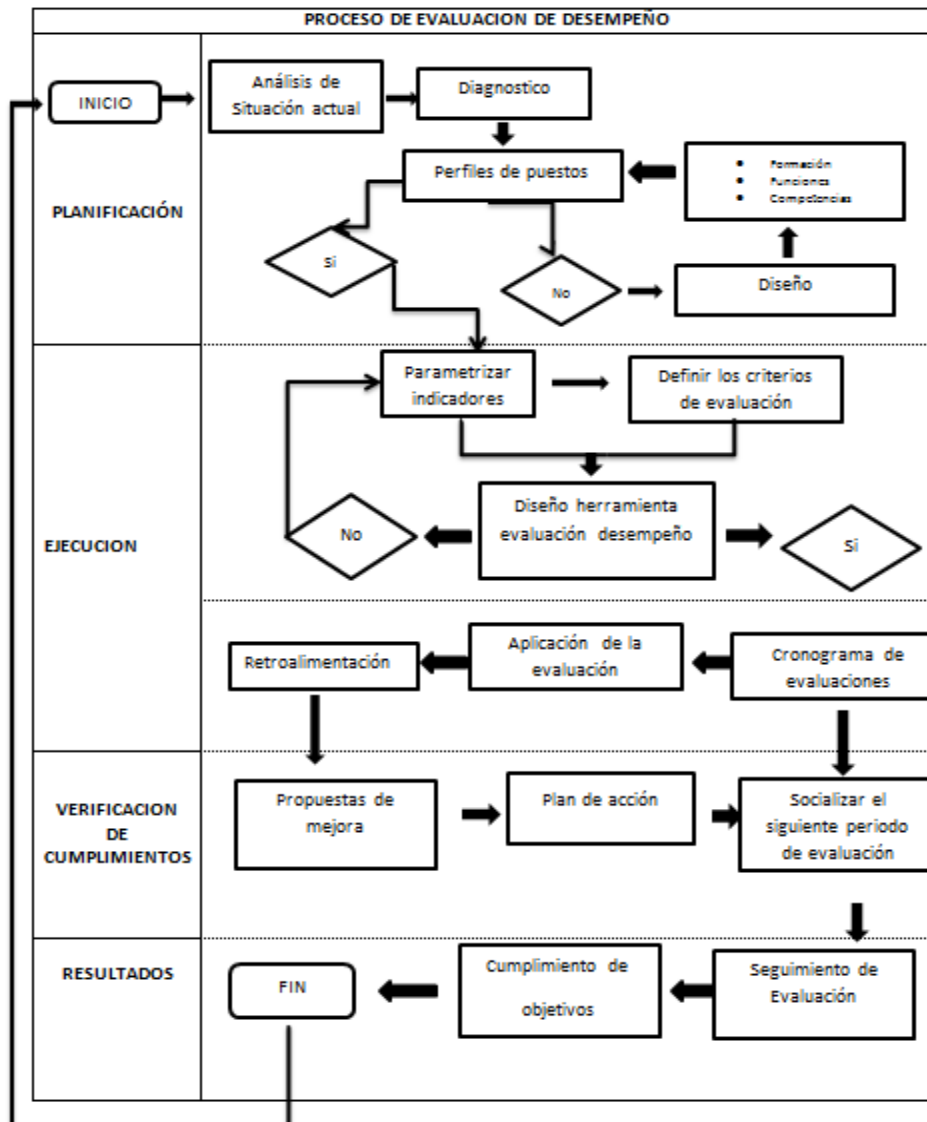 PROCESO DE EVALUACION DE DESEMPEÑO
INICIO
Análisis de
Situación actual
Diagnostico
Perfiles de puestos
• Formación
• Funciones
• Competencias
PLANIFICACIÓN
Si
No
Diseño
Parametrizar
indicadores
Definir los criterios
de evaluación
EJECUCION
No
Diseño herramienta
evaluación desempeño
Si
Retroalimentación
Aplicación de la
evaluación
Cronograma de
evaluaciones
VERIFICACION
DE
CUMPLIMIENTOS
Propuestas de
mejora
Plan de acción
Socializar el
siguiente periodo
de evaluación
RESULTADOS
FIN
Cumplimiento de
objetivos
Seguimiento de
Evaluación